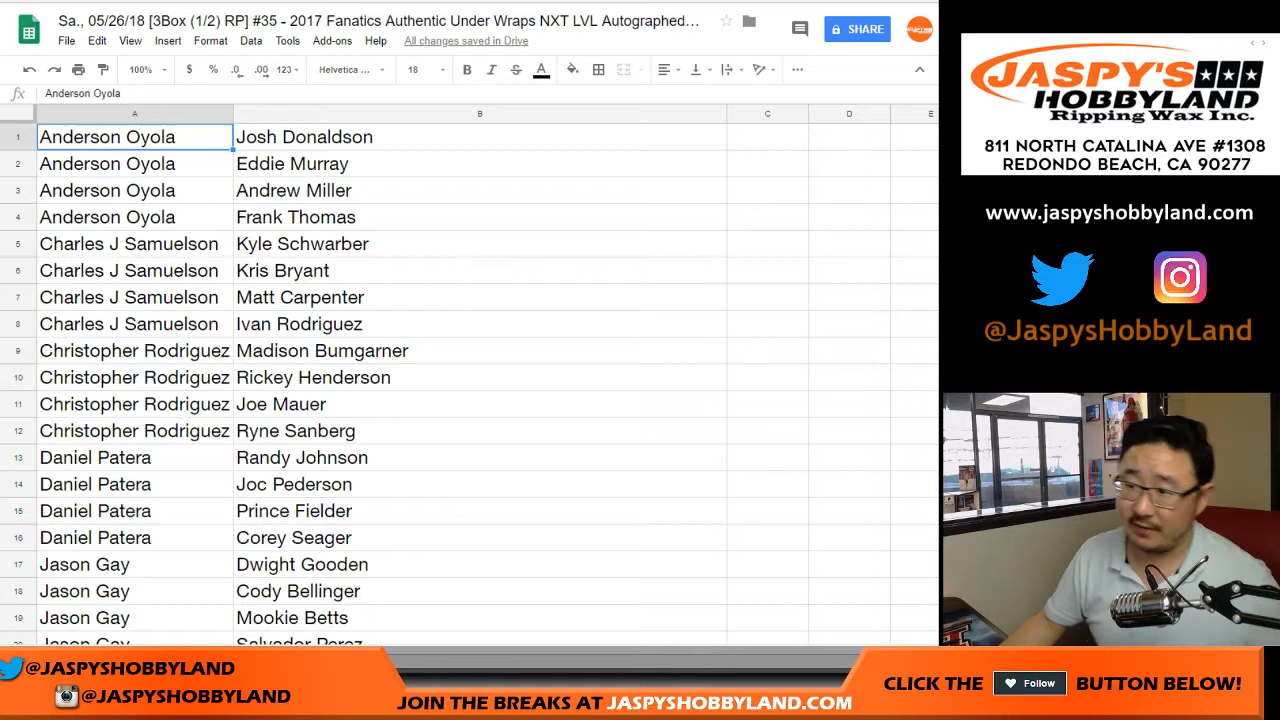 Sa., 05/26/18 [3Box (1/2) RP] #35 - 2017 Fanatics Authentic Under Wraps NXT LVL Autographed...
File Edit View Insert Format Data Tools Add-ons Help All changes saved in Drive
SHARE
100% $ % .0 .00 123 Helvetica ... 18 B I S A
fx Anderson Oyola
A B C D E
1 Anderson Oyola Josh Donaldson
2 Anderson Oyola Eddie Murray
3 Anderson Oyola Andrew Miller
4 Anderson Oyola Frank Thomas
5 Charles J Samuelson Kyle Schwarber
6 Charles J Samuelson Kris Bryant
7 Charles J Samuelson Matt Carpenter
8 Charles J Samuelson Ivan Rodriguez
9 Christopher Rodriguez Madison Bumgarner
10 Christopher Rodriguez Rickey Henderson
11 Christopher Rodriguez Joe Mauer
12 Christopher Rodriguez Ryne Sanberg
13 Daniel Patera Randy Johnson
14 Daniel Patera Joc Pederson
15 Daniel Patera Prince Fielder
16 Daniel Patera Corey Seager
17 Jason Gay Dwight Gooden
18 Jason Gay Cody Bellinger
19 Jason Gay Mookie Betts
Jason Gay Salvador Perez
JASPY'S
HOBBYLAND
Ripping Wax Inc.
811 NORTH CATALINA AVE #1308
REDONDO BEACH, CA 90277
www.jaspyshobbyland.com
@JaspysHobbyLand
@JASPYSHOBBYLAND
@JASPYSHOBBYLAND
JOIN THE BREAKS AT JASPYSHOBBYLAND.COM
CLICK THE Follow BUTTON BELOW!